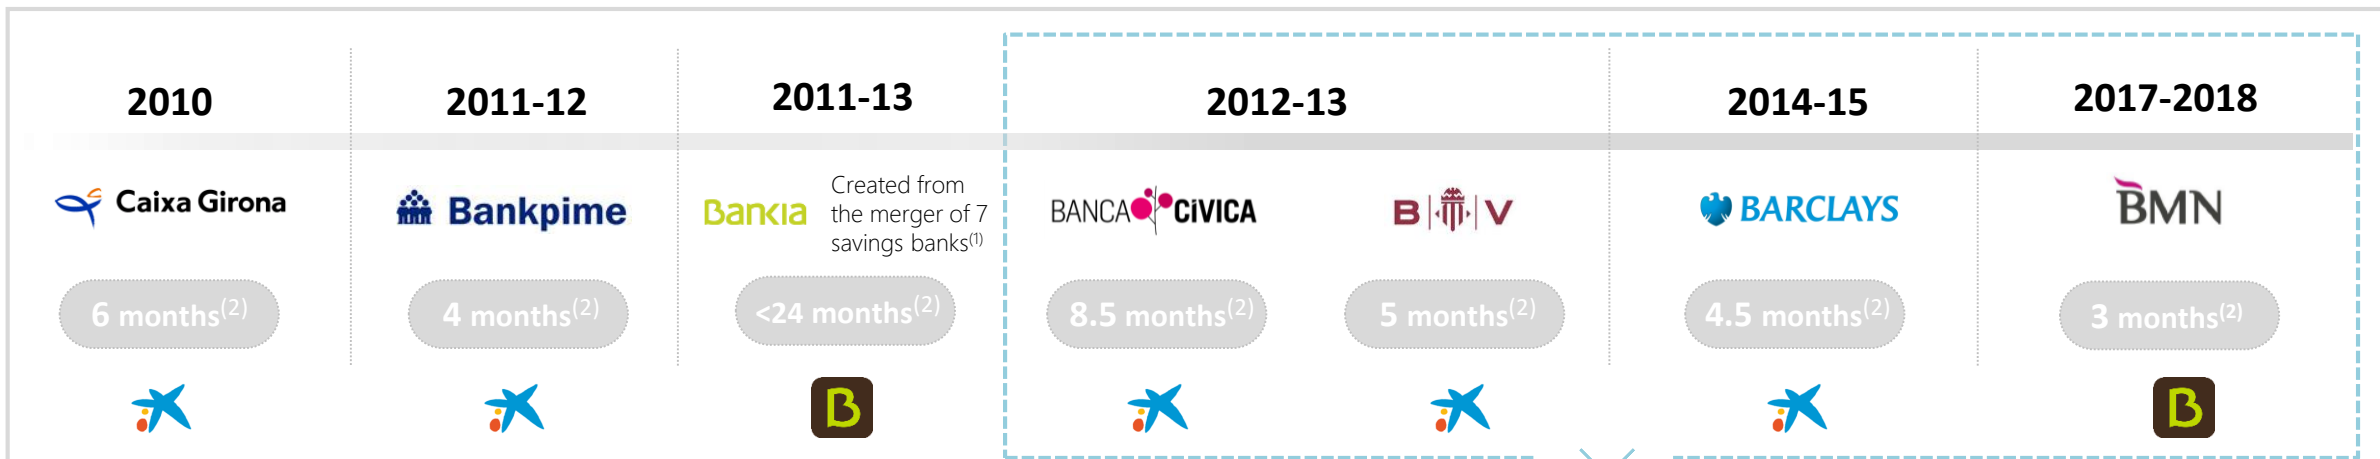 2010
2011-12
2011-13
2012-13
2014-15
2017-2018
Caixa Girona
Bankpime
Bankia
Created from
the merger of 7
savings banks(1)
BANCA CíVICA
B V
BARCLAYS
BMN
6 months(2)
4 months(2)
<24 months(2)
8.5 months(2)
5 months(2)
4.5 months(2)
3 months(2)
B
B